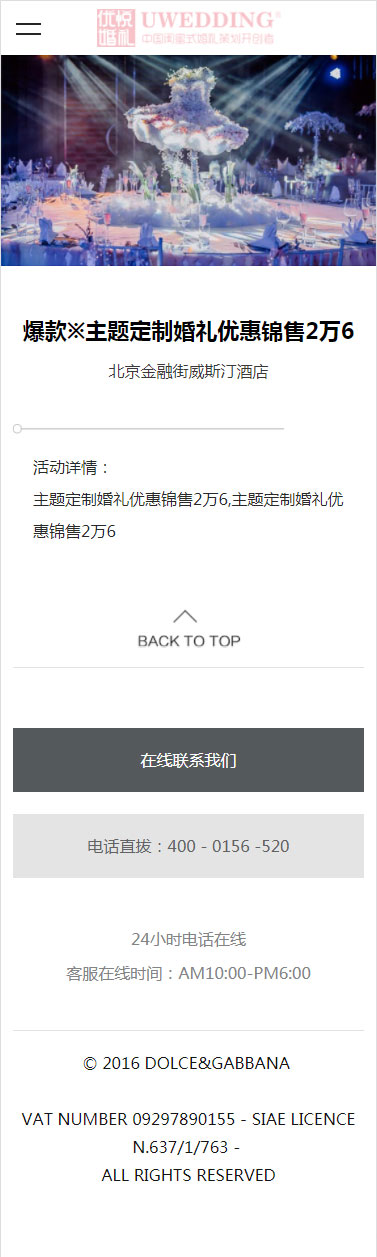 优悦婚礼 UWEDDING®
中国闺蜜式婚礼策划开创者
爆款※主题定制婚礼优惠锦售2万6
北京金融街威斯汀酒店
活动详情：
主题定制婚礼优惠锦售2万6,主题定制婚礼优
惠锦售2万6
BACK TO TOP
在线联系我们
电话直拔：400 - 0156 -520
24小时电话在线
客服在线时间：AM10:00-PM6:00
© 2016 DOLCE&GABBANA
VAT NUMBER 09297890155 - SIAE LICENCE
N.637/1/763 -
ALL RIGHTS RESERVED